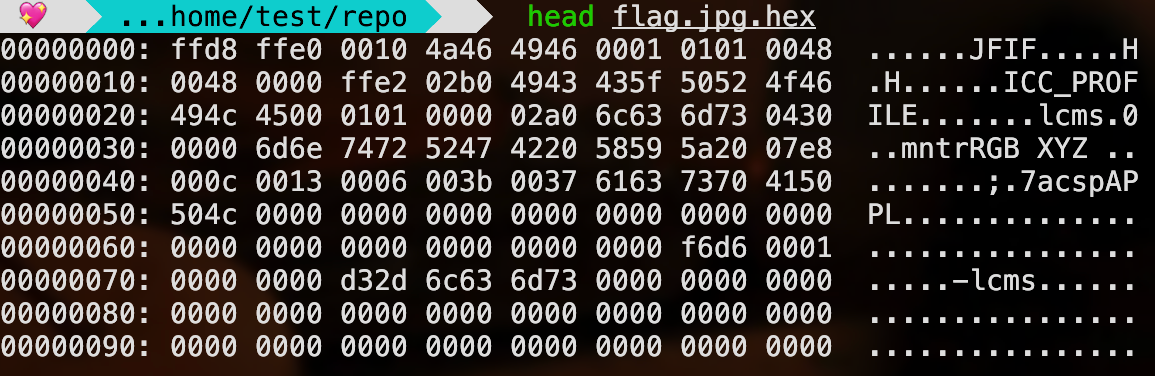 ...home/test/repo head flag.jpg.hex
00000000: ffd8 ffe0 0010 4a46 4946 0001 0101 0048 ......JFIF.....H
00000010: 0048 0000 ffe2 02b0 4943 435f 5052 4f46 .H......ICC_PROF
00000020: 494c 4500 0101 0000 02a0 6c63 6d73 0430 ILE.......lcms.0
00000030: 0000 6d6e 7472 5247 4220 5859 5a20 07e8 ..mntrRGB XYZ ..
00000040: 000c 0013 0006 003b 0037 6163 7370 4150 .......;.7acspAP
00000050: 504c 0000 0000 0000 0000 0000 0000 0000 PL..............
00000060: 0000 0000 0000 0000 0000 0000 f6d6 0001 ................
00000070: 0000 0000 d32d 6c63 6d73 0000 0000 0000 .....-lcms......
00000080: 0000 0000 0000 0000 0000 0000 0000 0000 ................
00000090: 0000 0000 0000 0000 0000 0000 0000 0000 ................